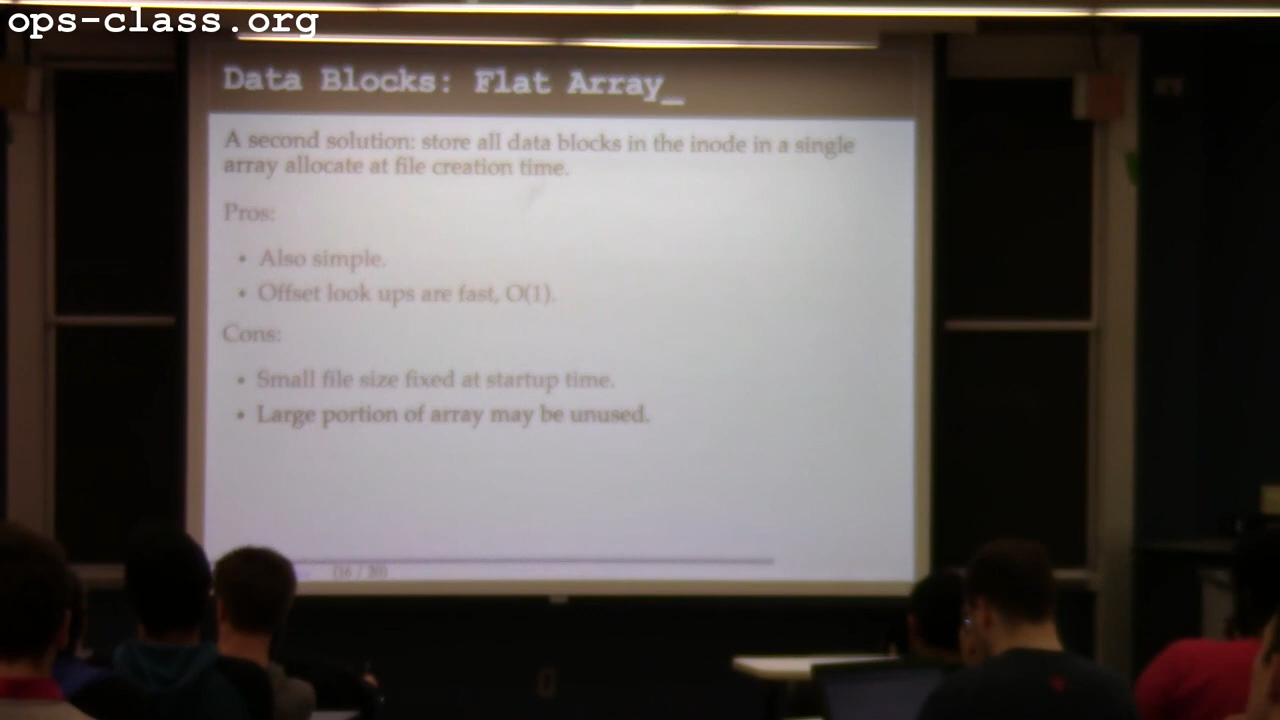 ops-class.org
Data Blocks: Flat Array_
A second solution: store all data blocks in the inode in a single
array allocate at file creation time.
Pros:
• Also simple.
• Offset look ups are fast, O(1).
Cons:
• Small file size fixed at startup time.
• Large portion of array may be unused.
(16 / 30)